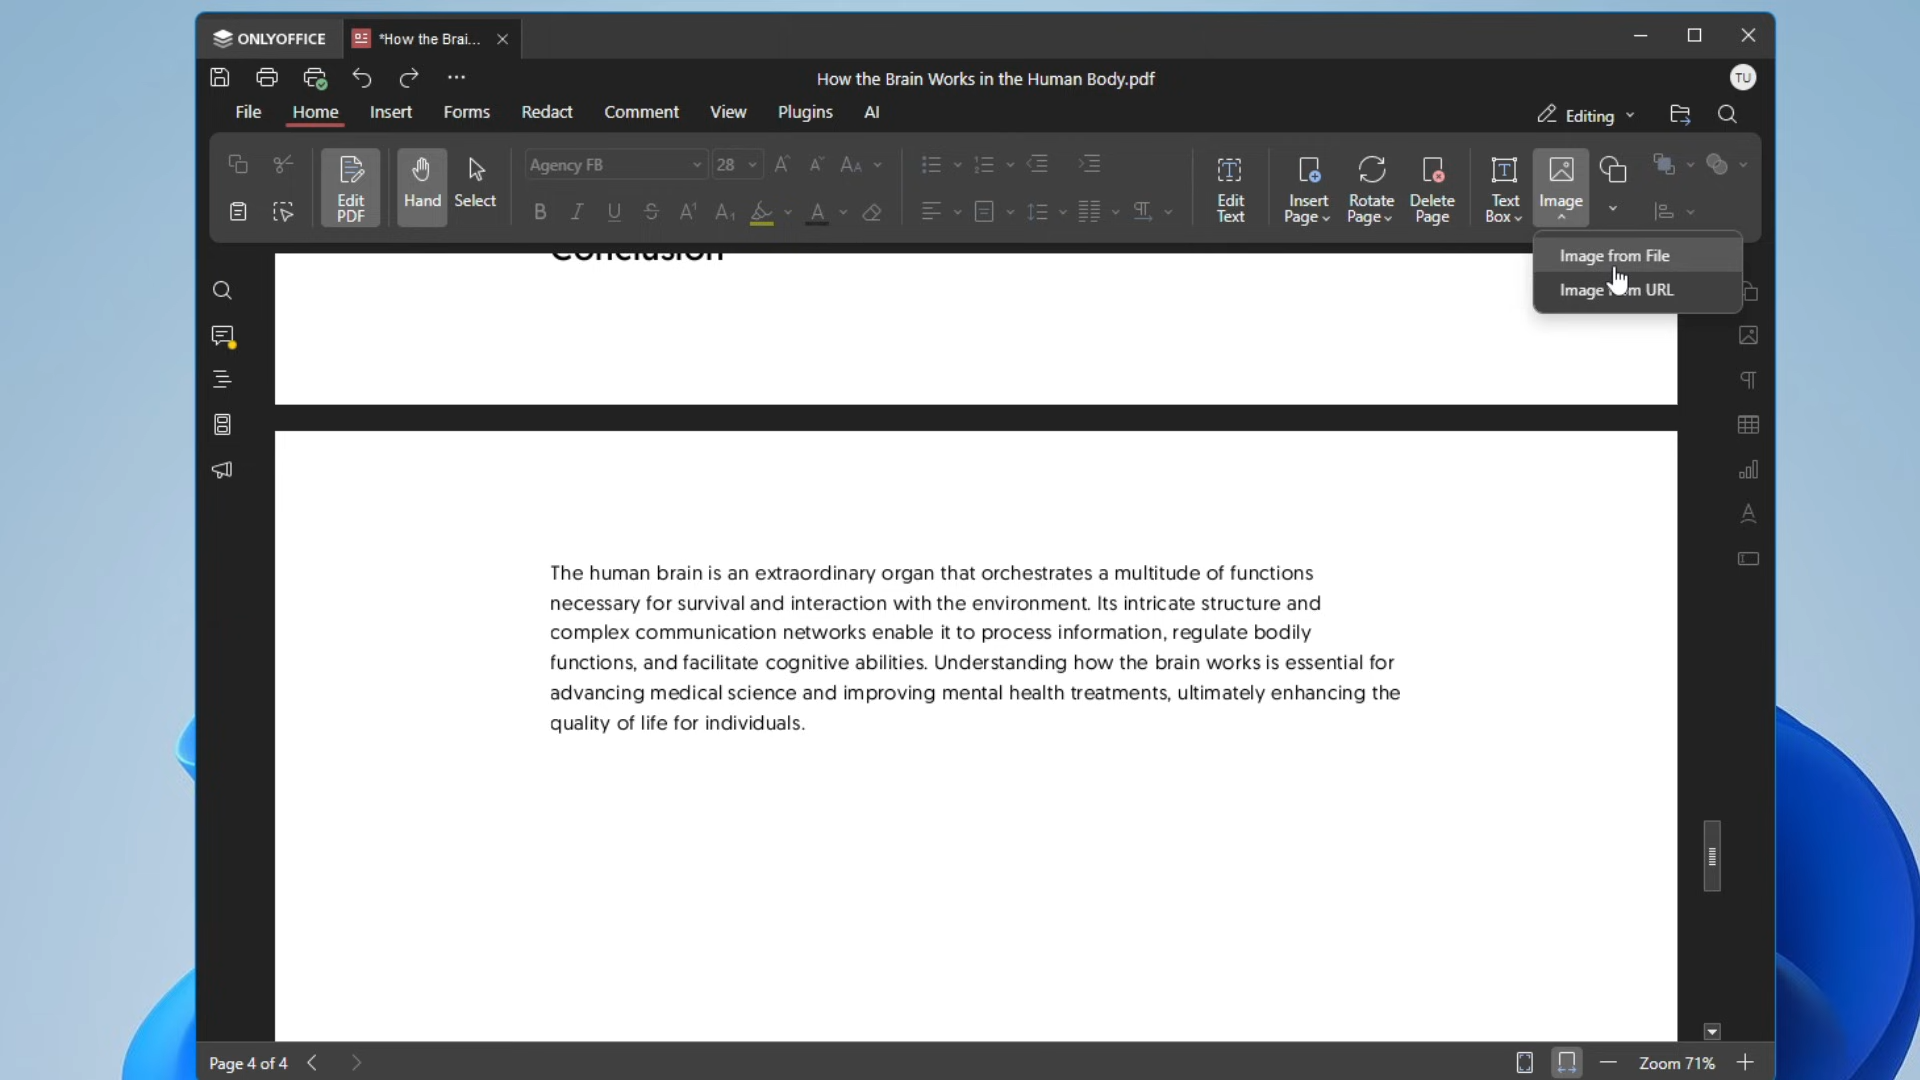 ONLYOFFICE
*How the Brai...
How the Brain Works in the Human Body.pdf
TU
File Home Insert Forms Redact Comment View Plugins AI
Editing
Edit PDF
Hand
Select
Agency FB
28
Edit Text
Insert Page
Rotate Page
Delete Page
Text Box
Image
Image from File
Image URL
Conclusion
The human brain is an extraordinary organ that orchestrates a multitude of functions
necessary for survival and interaction with the environment. Its intricate structure and
complex communication networks enable it to process information, regulate bodily
functions, and facilitate cognitive abilities. Understanding how the brain works is essential for
advancing medical science and improving mental health treatments, ultimately enhancing the
quality of life for individuals.
Page 4 of 4
Zoom 71%